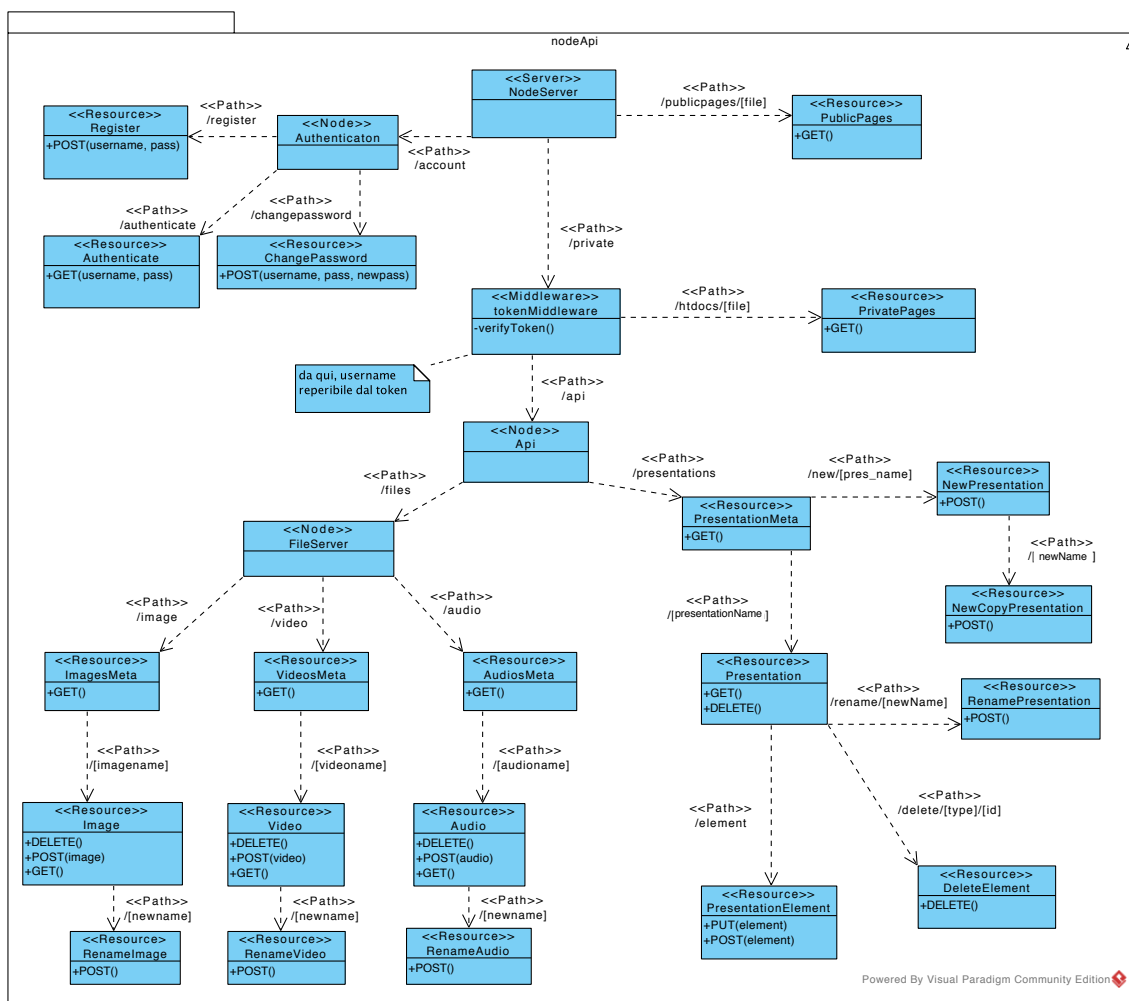 nodeApi
<<Server>>
NodeServer
<<Path>>
/publicpages/[file]
<<Resource>>
PublicPages
+GET()
<<Path>>
/register
<<Resource>>
Register
+POST(username, pass)
<<Node>>
Authenticaton
<<Path>>
/account
<<Path>>
/authenticate
<<Path>>
/changepassword
<<Resource>>
Authenticate
+GET(username, pass)
<<Resource>>
ChangePassword
+POST(username, pass, newpass)
<<Path>>
/private
<<Middleware>>
tokenMiddleware
-verifyToken()
<<Path>>
/htdocs/[file]
<<Resource>>
PrivatePages
+GET()
da qui, username
reperibile dal token
<<Path>>
/api
<<Node>>
Api
<<Path>>
/files
<<Path>>
/presentations
<<Path>>
/new/[pres_name]
<<Resource>>
NewPresentation
+POST()
<<Resource>>
PresentationMeta
+GET()
<<Node>>
FileServer
<<Path>>
/| newName ]
<<Resource>>
NewCopyPresentation
+POST()
<<Path>>
/image
<<Path>>
/video
<<Path>>
/audio
<<Path>>
/[presentationName ]
<<Resource>>
ImagesMeta
+GET()
<<Resource>>
VideosMeta
+GET()
<<Resource>>
AudiosMeta
+GET()
<<Resource>>
Presentation
+GET()
+DELETE()
<<Path>>
/rename/[newName]
<<Resource>>
RenamePresentation
+POST()
<<Path>>
/[imagename]
<<Path>>
/[videoname]
<<Path>>
/[audioname]
<<Path>>
/element
<<Path>>
/delete/[type]/[id]
<<Resource>>
Image
+DELETE()
+POST(image)
+GET()
<<Resource>>
Video
+DELETE()
+POST(video)
+GET()
<<Resource>>
Audio
+DELETE()
+POST(audio)
+GET()
<<Resource>>
DeleteElement
+DELETE()
<<Resource>>
PresentationElement
+PUT(element)
+POST(element)
<<Path>>
/[newname]
<<Path>>
/[newname]
<<Path>>
/[newname]
<<Resource>
RenameImage
+POST()
<<Resource>>
RenameVideo
+POST()
<<Resource>>
RenameAudio
+POST()
Powered By Visual Paradigm Community Edition